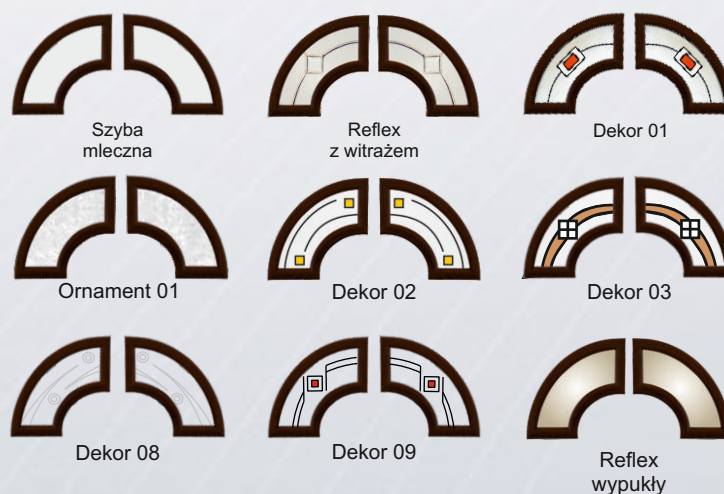 Szyba
mleczna
Reflex
z witrażem
Dekor 01
Ornament 01
Dekor 02
Dekor 03
Dekor 08
Dekor 09
Reflex
wypukły